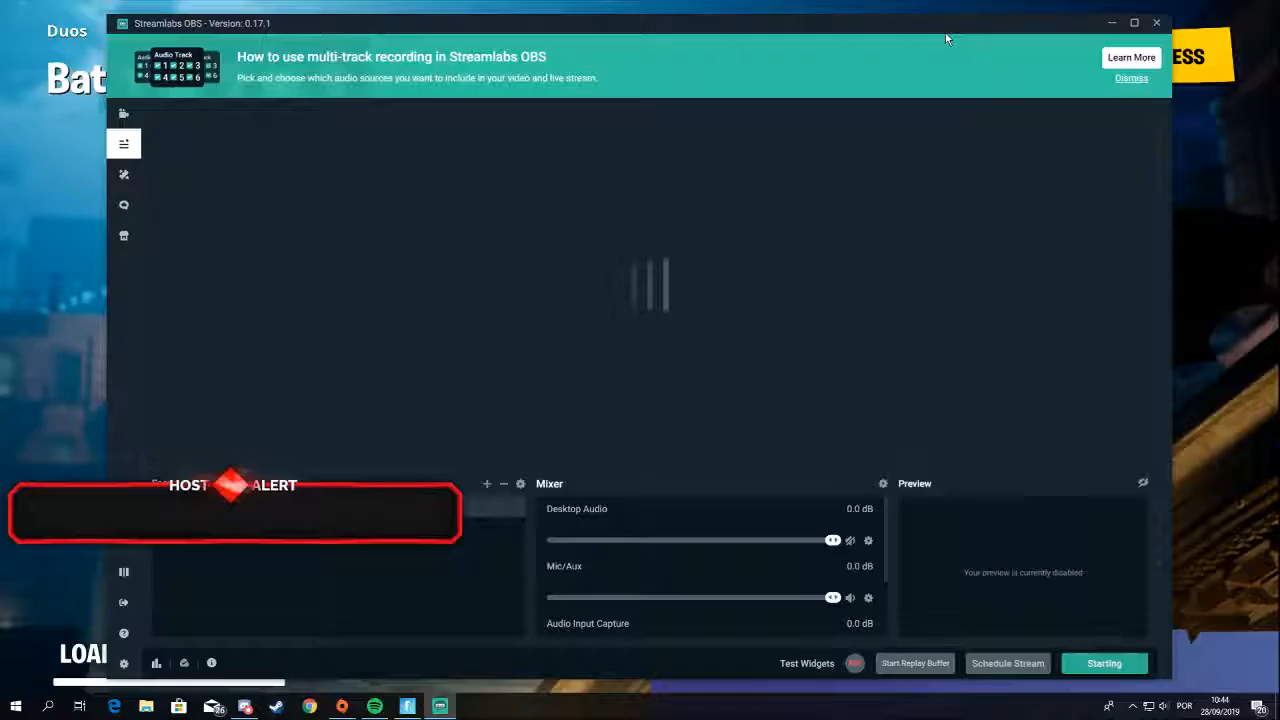 Duos
Bat
Streamlabs OBS - Version: 0.17.1
Audio Track
1 2 3
4 5 6
How to use multi-track recording in Streamlabs OBS
Pick and choose which audio sources you want to include in your video and live stream.
Learn More
Dismiss
ESS
HOST ALERT
Mixer
Desktop Audio
0.0 dB
Mic/Aux
0.0 dB
Audio Input Capture
0.0 dB
Preview
Your preview is currently disabled
LOA
Test Widgets
Start Replay Buffer
Schedule Stream
Starting
26
POR
10:44
28/09/2019
20